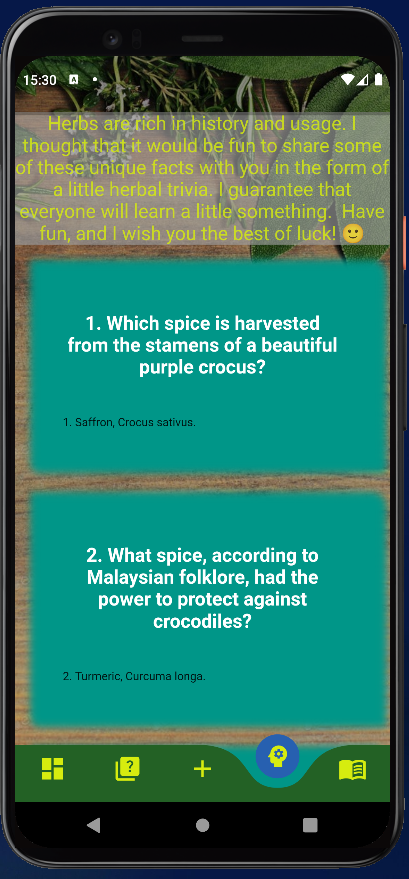 15:30 A
Herbs are rich in history and usage. I
thought that it would be fun to share some
of these unique facts with you in the form of
a little herbal trivia. I guarantee that
everyone will learn a little something. Have
fun, and I wish you the best of luck! 🙂
1. Which spice is harvested
from the stamens of a beautiful
purple crocus?
1. Saffron, Crocus sativus.
2. What spice, according to
Malaysian folklore, had the
power to protect against
crocodiles?
2. Turmeric, Curcuma longa.